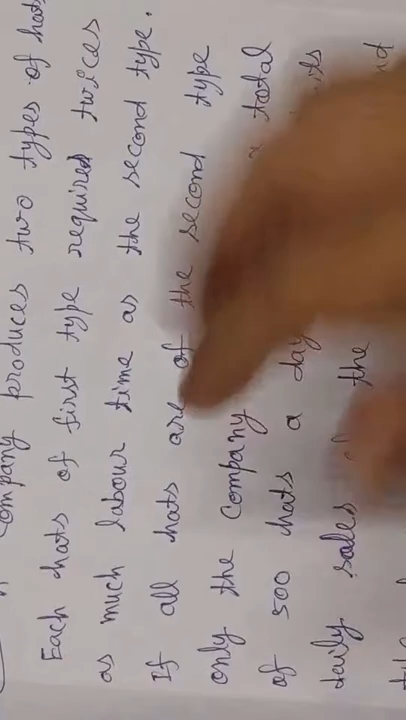 Company produces two types of hats
Each hats of first type required twices
as much labour time as the second type.
If all hats are of the second type
only the Company total
of 500 hats a day
daily sales the